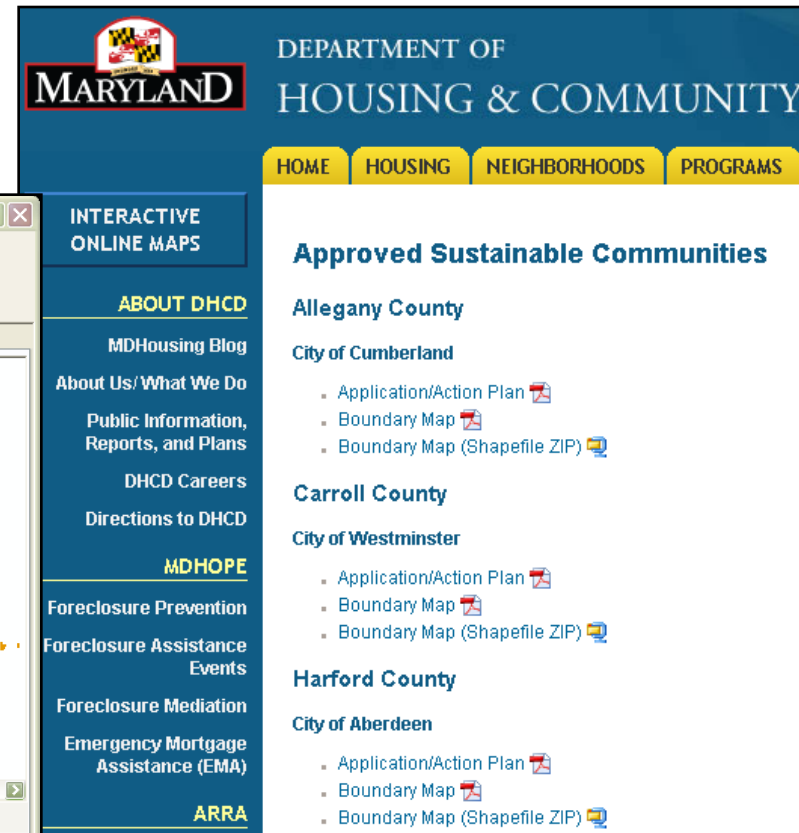 MARYLAND
DEPARTMENT OF
HOUSING & COMMUNITY
HOME
HOUSING
NEIGHBORHOODS
PROGRAMS
INTERACTIVE
ONLINE MAPS
ABOUT DHCD
MDHousing Blog
About Us/What We Do
Public Information,
Reports, and Plans
DHCD Careers
Directions to DHCD
MDHOPE
Foreclosure Prevention
Foreclosure Assistance
Events
Foreclosure Mediation
Emergency Mortgage
Assistance (EMA)
ARRA
Approved Sustainable Communities
Allegany County
City of Cumberland
Application/Action Plan
Boundary Map
Boundary Map (Shapefile ZIP)
Carroll County
City of Westminster
Application/Action Plan
Boundary Map
Boundary Map (Shapefile ZIP)
Harford County
City of Aberdeen
Application/Action Plan
Boundary Map
Boundary Map (Shapefile ZIP)